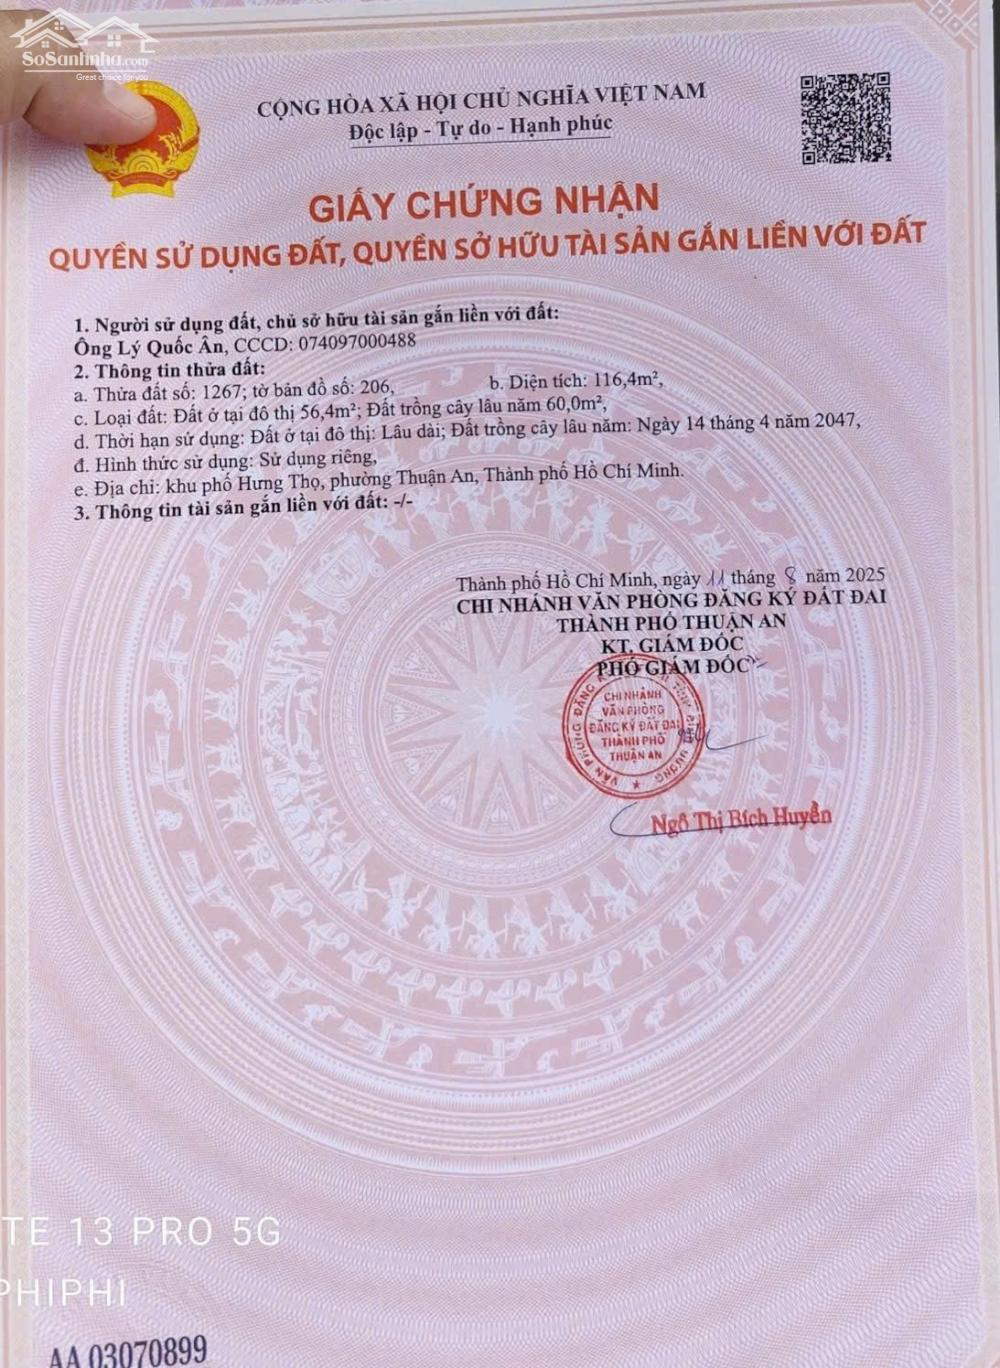 SoSanhnha.com
Great choice for you
CỘNG HÒA XÃ HỘI CHỦ NGHĨA VIỆT NAM
Độc lập - Tự do - Hạnh phúc
GIẤY CHỨNG NHẬN
QUYỀN SỬ DỤNG ĐẤT, QUYỀN SỞ HỮU TÀI SẢN GẮN LIỀN VỚI ĐẤT
1. Người sử dụng đất, chủ sở hữu tài sản gắn liền với đất:
Ông Lý Quốc Ân, CCCD: 074097000488
2. Thông tin thửa đất:
a. Thửa đất số: 1267; tờ bản đồ số: 206, b. Diện tích: 116,4m²,
c. Loại đất: Đất ở tại đô thị 56,4m²; Đất trồng cây lâu năm 60,0m²,
d. Thời hạn sử dụng: Đất ở tại đô thị: Lâu dài; Đất trồng cây lâu năm: Ngày 14 tháng 4 năm 2047,
đ. Hình thức sử dụng: Sử dụng riêng,
e. Địa chỉ: khu phố Hưng Thọ, phường Thuận An, Thành phố Hồ Chí Minh.
3. Thông tin tài sản gắn liền với đất: -/-
Thành phố Hồ Chí Minh, ngày 11 tháng 8 năm 2025
CHI NHÁNH VĂN PHÒNG ĐĂNG KÝ ĐẤT ĐAI
THÀNH PHỐ THUẬN AN
KT. GIÁM ĐỐC
PHÓ GIÁM ĐỐC
VĂN PHÒNG ĐĂNG
CHI NHÁNH
VĂN PHÒNG
ĐĂNG KÝ ĐẤT ĐAI
THÀNH PHỐ
THUẬN AN
Ngô Thị Bích Huyền
TE 13 PRO 5G
PHIPHI
AA 03070899